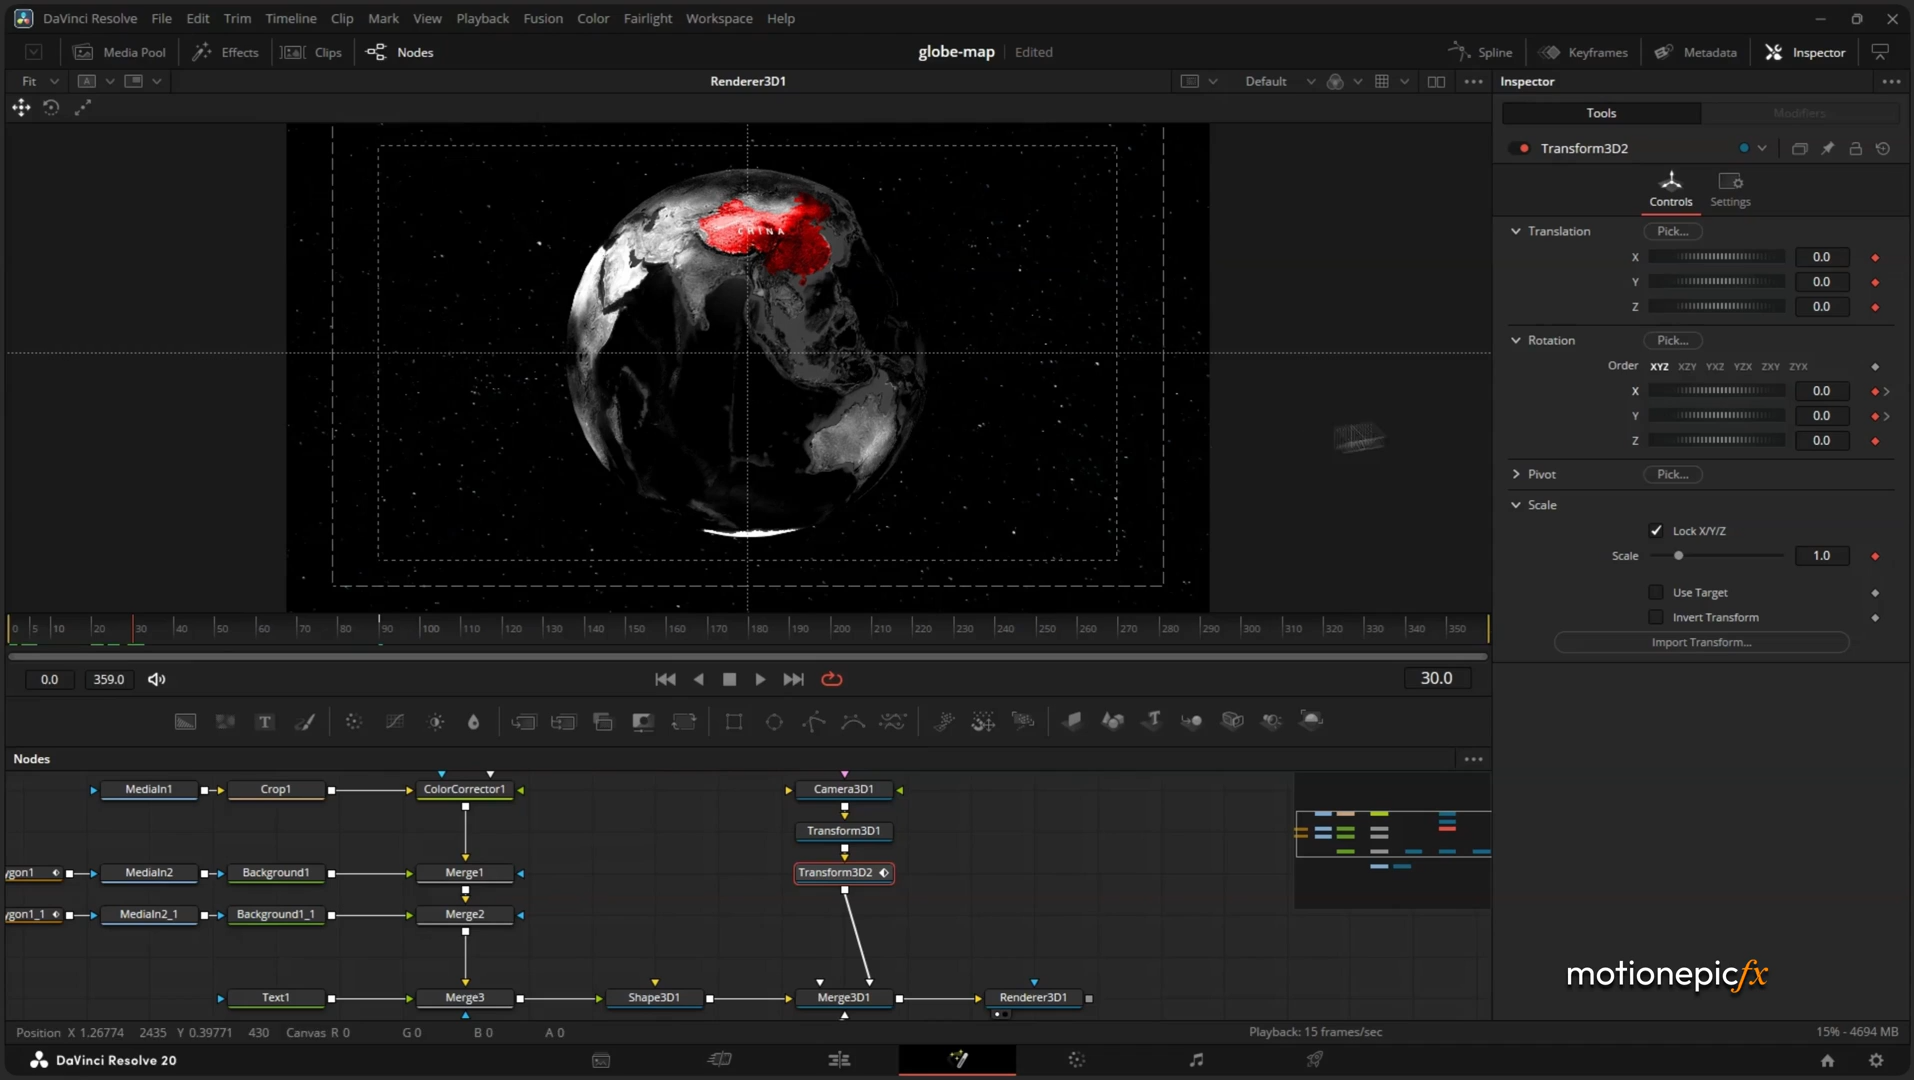 DaVinci Resolve File Edit Trim Timeline Clip Mark View Playback Fusion Color Fairlight Workspace Help
Media Pool Effects Clips Nodes globe-map Edited Spline Keyframes Metadata Inspector
Fit Renderer3D1 Default Inspector
Tools Modifiers
Transform3D2
Controls Settings
CHINA
Translation Pick...
X 0.0
Y 0.0
Z 0.0
Rotation Pick...
Order XYZ XZY YXZ YZX ZXY ZYX
X 0.0
Y 0.0
Z 0.0
Pivot Pick...
Scale
Lock X/Y/Z
Scale 1.0
Use Target
Invert Transform
Import Transform...
0 5 10 20 30 40 50 60 70 80 90 100 110 120 130 140 150 160 170 180 190 200 210 220 230 240 250 260 270 280 290 300 310 320 330 340 350
0.0 359.0 30.0
Nodes
MediaIn1 Crop1 ColorCorrector1 Camera3D1
Transform3D1
ygon1 MediaIn2 Background1 Merge1 Transform3D2
ygon1_1 MediaIn2_1 Background1_1 Merge2
Text1 Merge3 Shape3D1 Merge3D1 Renderer3D1
motionepicfx
Position X 1.26774 2435 Y 0.39771 430 Canvas R 0 G 0 B 0 A 0 Playback: 15 frames/sec 15% - 4694 MB
DaVinci Resolve 20